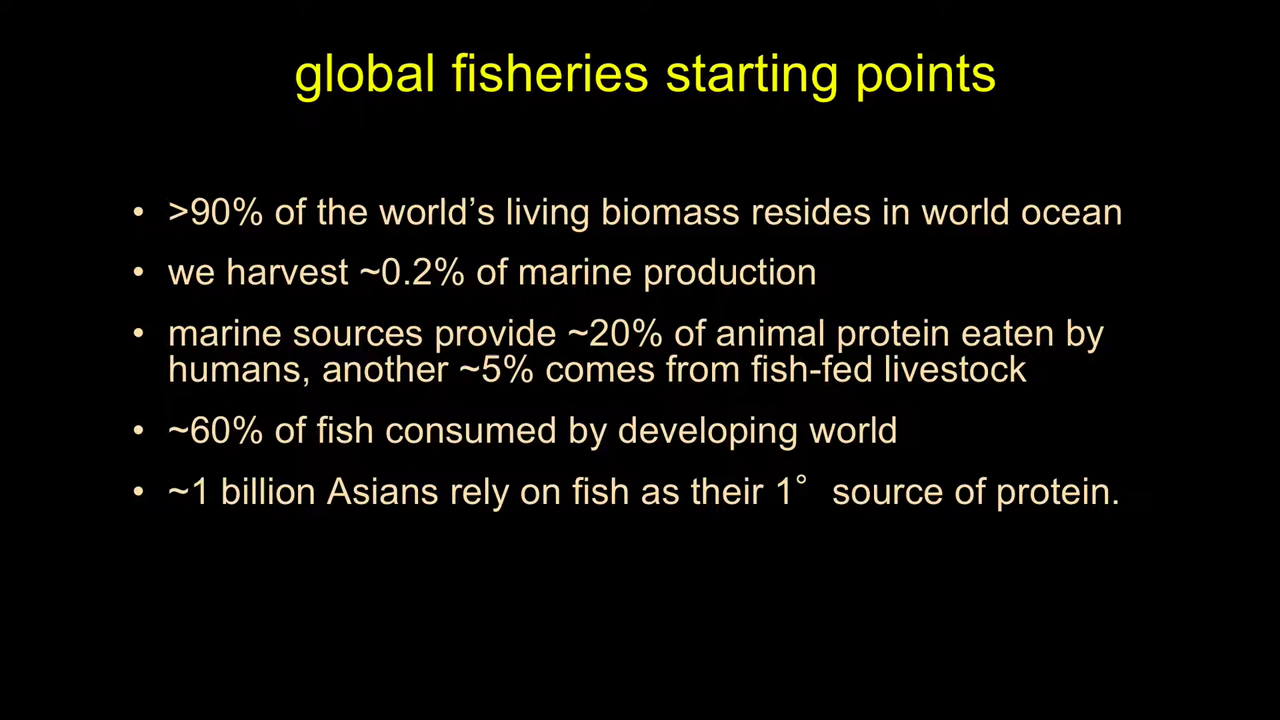 global fisheries starting points
• >90% of the world’s living biomass resides in world ocean
• we harvest ~0.2% of marine production
• marine sources provide ~20% of animal protein eaten by
humans, another ~5% comes from fish-fed livestock
• ~60% of fish consumed by developing world
• ~1 billion Asians rely on fish as their 1° source of protein.